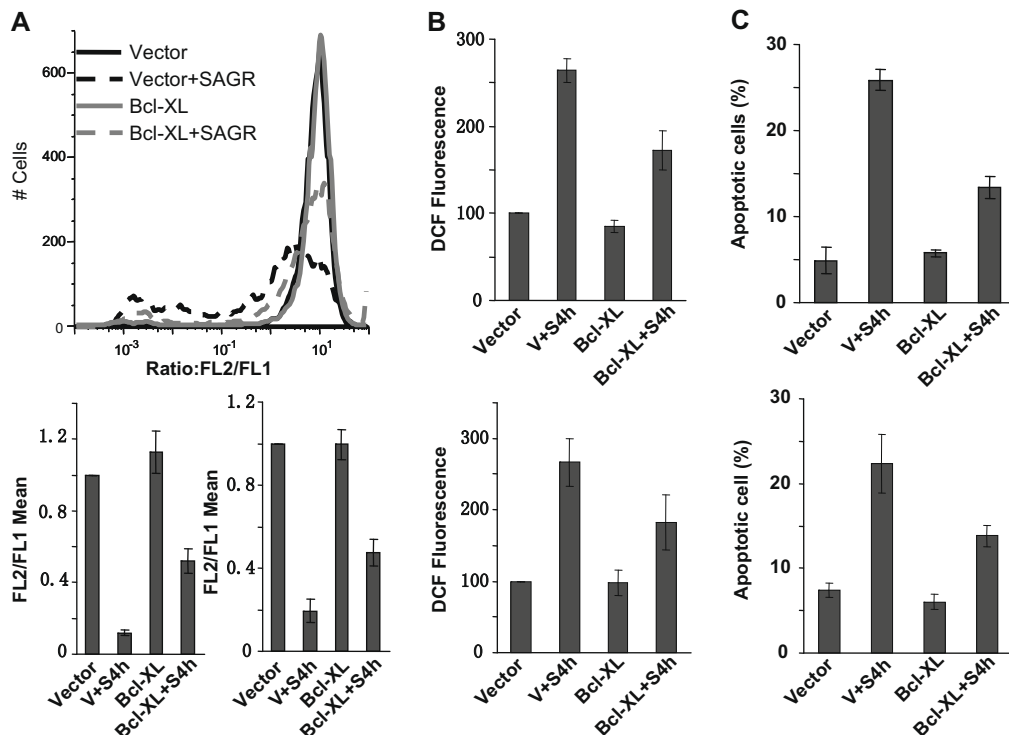 A
B
C
Vector
Vector+SAGR
Bcl-XL
Bcl-XL+SAGR
# Cells
600
400
200
0
10-3
10-1
101
Ratio:FL2/FL1
DCF Fluorescence
300
200
100
0
Vector
V+S4h
Bcl-XL
Bcl-XL+S4h
Apoptotic cells (%)
30
20
10
0
Vector
V+S4h
Bcl-XL
Bcl-XL+S4h
FL2/FL1 Mean
1.2
0.8
0.4
0
Vector
V+S4h
Bcl-XL
Bcl-XL+S4h
FL2/FL1 Mean
1.2
0.8
0.4
0
Vector
V+S4h
Bcl-XL
Bcl-XL+S4h
DCF Fluorescence
300
200
100
0
Vector
V+S4h
Bcl-XL
Bcl-XL+S4h
Apoptotic cell (%)
30
20
10
0
Vector
V+S4h
Bcl-XL
Bcl-XL+S4h